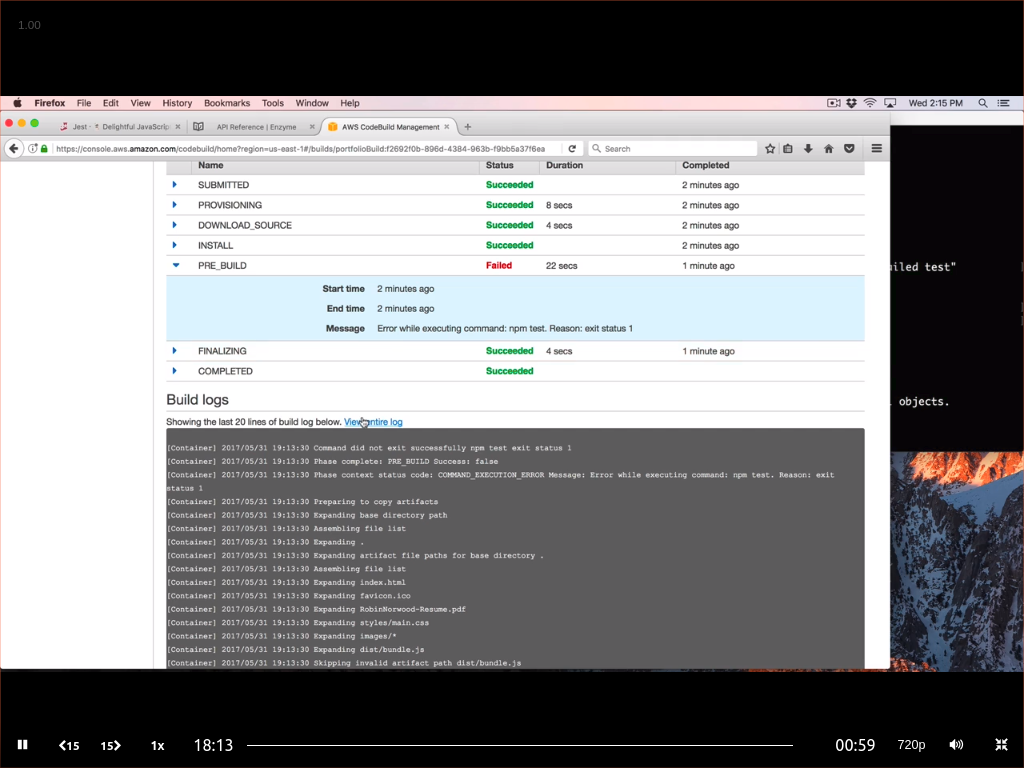 1.00
Firefox File Edit View History Bookmarks Tools Window Help Wed 2:15 PM
Jest · Delightful JavaScrip × API Reference | Enzyme × AWS CodeBuild Management × +
https://console.aws.amazon.com/codebuild/home?region=us-east-1#/builds/portfolioBuild:f2692f0b-896d-4384-963b-f9bb5a37f6ea Search
Name Status Duration Completed
SUBMITTED Succeeded 2 minutes ago
PROVISIONING Succeeded 8 secs 2 minutes ago
DOWNLOAD_SOURCE Succeeded 4 secs 2 minutes ago
INSTALL Succeeded 2 minutes ago
PRE_BUILD Failed 22 secs 1 minute ago
iled test"
Start time 2 minutes ago
End time 2 minutes ago
Message Error while executing command: npm test. Reason: exit status 1
FINALIZING Succeeded 4 secs 1 minute ago
COMPLETED Succeeded
Build logs
objects.
Showing the last 20 lines of build log below. View entire log
[Container] 2017/05/31 19:13:30 Command did not exit successfully npm test exit status 1
[Container] 2017/05/31 19:13:30 Phase complete: PRE_BUILD Success: false
[Container] 2017/05/31 19:13:30 Phase context status code: COMMAND_EXECUTION_ERROR Message: Error while executing command: npm test. Reason: exit
status 1
[Container] 2017/05/31 19:13:30 Preparing to copy artifacts
[Container] 2017/05/31 19:13:30 Expanding base directory path
[Container] 2017/05/31 19:13:30 Assembling file list
[Container] 2017/05/31 19:13:30 Expanding .
[Container] 2017/05/31 19:13:30 Expanding artifact file paths for base directory .
[Container] 2017/05/31 19:13:30 Assembling file list
[Container] 2017/05/31 19:13:30 Expanding index.html
[Container] 2017/05/31 19:13:30 Expanding favicon.ico
[Container] 2017/05/31 19:13:30 Expanding RobinNorwood-Resume.pdf
[Container] 2017/05/31 19:13:30 Expanding styles/main.css
[Container] 2017/05/31 19:13:30 Expanding images/*
[Container] 2017/05/31 19:13:30 Expanding dist/bundle.js
[Container] 2017/05/31 19:13:30 Skipping invalid artifact path dist/bundle.js
15 15 1x 18:13 00:59 720p